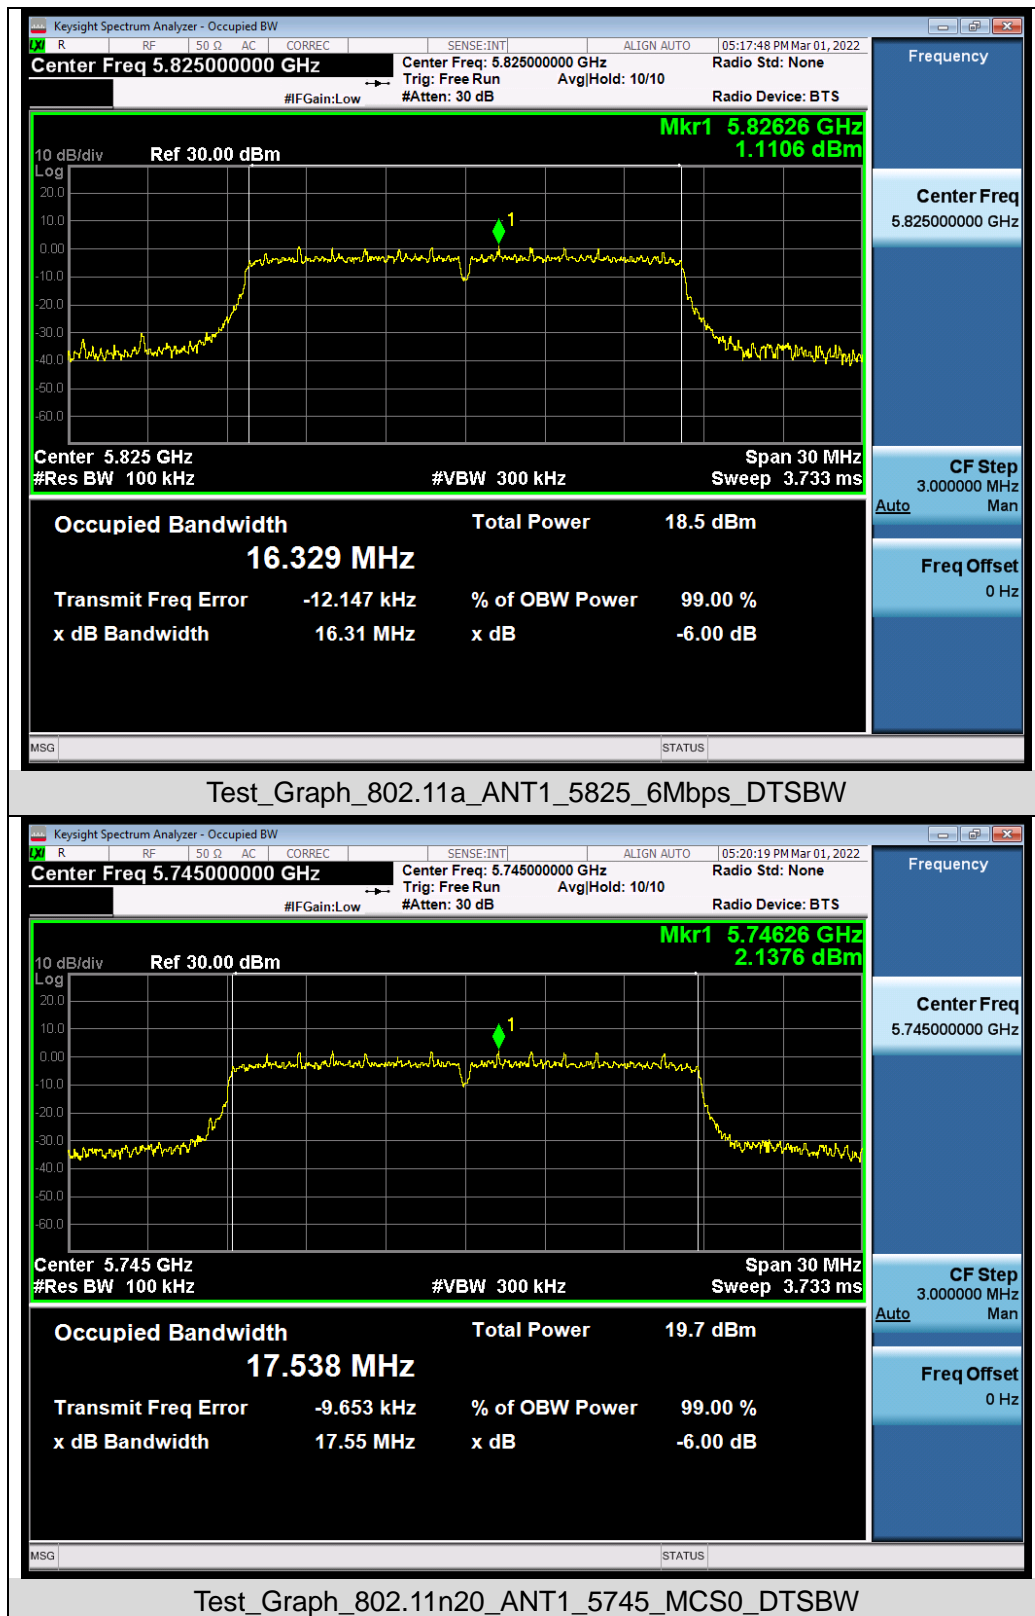 Keysight Spectrum Analyzer - Occupied BW
LXI R RF 50 Ω AC CORREC SENSE:INT ALIGN AUTO 05:17:48 PM Mar 01, 2022
Center Freq 5.825000000 GHz
Center Freq: 5.825000000 GHz Radio Std: None
Trig: Free Run Avg|Hold: 10/10
#IFGain:Low #Atten: 30 dB Radio Device: BTS
Frequency
Mkr1 5.82626 GHz
1.1106 dBm
10 dB/div Ref 30.00 dBm
Log
20.0
10.0
0.00
-10.0
-20.0
-30.0
-40.0
-50.0
-60.0
1
Center 5.825 GHz Span 30 MHz
#Res BW 100 kHz #VBW 300 kHz Sweep 3.733 ms
Center Freq
5.825000000 GHz
CF Step
3.000000 MHz
Auto Man
Freq Offset
0 Hz
Occupied Bandwidth Total Power 18.5 dBm
16.329 MHz
Transmit Freq Error -12.147 kHz % of OBW Power 99.00 %
x dB Bandwidth 16.31 MHz x dB -6.00 dB
MSG STATUS
Test_Graph_802.11a_ANT1_5825_6Mbps_DTSBW
Keysight Spectrum Analyzer - Occupied BW
LXI R RF 50 Ω AC CORREC SENSE:INT ALIGN AUTO 05:20:19 PM Mar 01, 2022
Center Freq 5.745000000 GHz
Center Freq: 5.745000000 GHz Radio Std: None
Trig: Free Run Avg|Hold: 10/10
#IFGain:Low #Atten: 30 dB Radio Device: BTS
Frequency
Mkr1 5.74626 GHz
2.1376 dBm
10 dB/div Ref 30.00 dBm
Log
20.0
10.0
0.00
-10.0
-20.0
-30.0
-40.0
-50.0
-60.0
1
Center 5.745 GHz Span 30 MHz
#Res BW 100 kHz #VBW 300 kHz Sweep 3.733 ms
Center Freq
5.745000000 GHz
CF Step
3.000000 MHz
Auto Man
Freq Offset
0 Hz
Occupied Bandwidth Total Power 19.7 dBm
17.538 MHz
Transmit Freq Error -9.653 kHz % of OBW Power 99.00 %
x dB Bandwidth 17.55 MHz x dB -6.00 dB
MSG STATUS
Test_Graph_802.11n20_ANT1_5745_MCS0_DTSBW